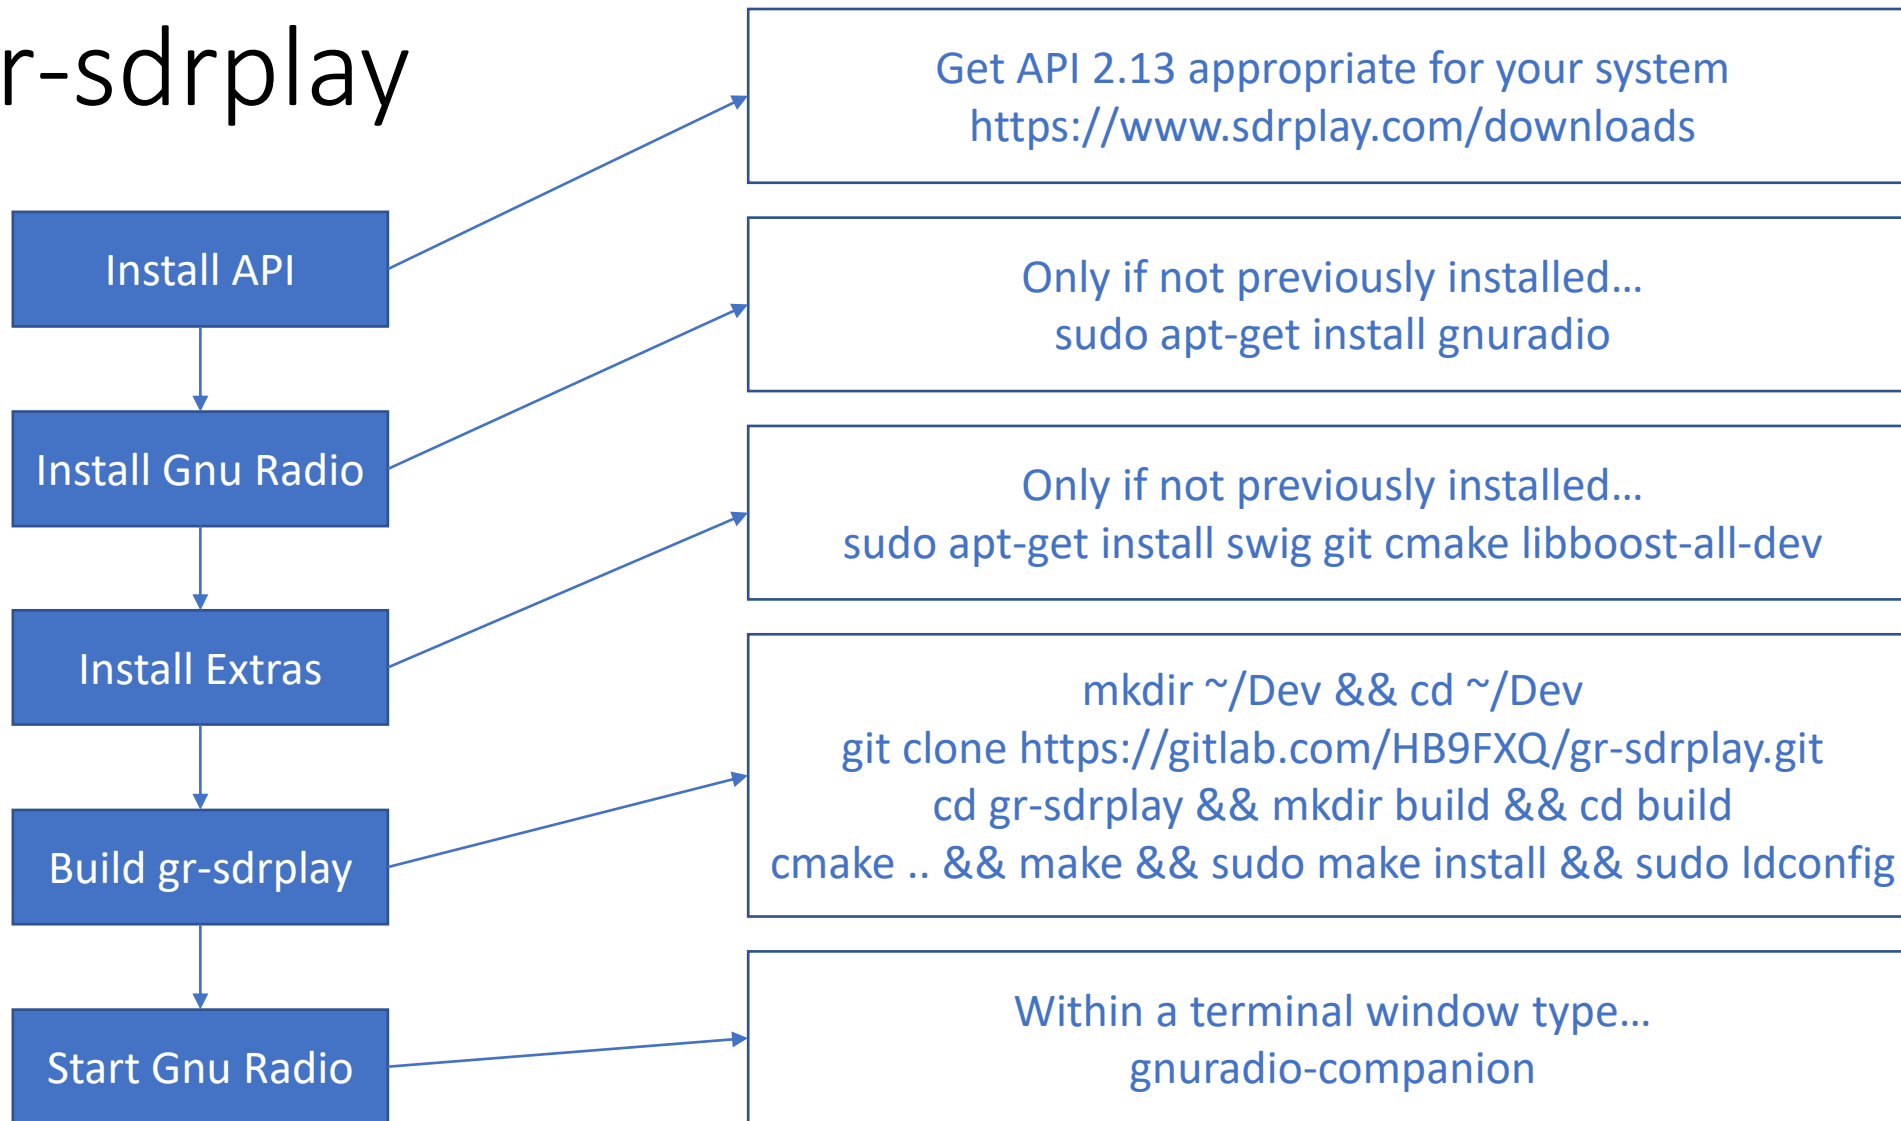 r-sdrplay
Install API
Get API 2.13 appropriate for your system
https://www.sdrplay.com/downloads
Install Gnu Radio
Only if not previously installed…
sudo apt-get install gnuradio
Install Extras
Only if not previously installed…
sudo apt-get install swig git cmake libboost-all-dev
Build gr-sdrplay
mkdir ~/Dev && cd ~/Dev
git clone https://gitlab.com/HB9FXQ/gr-sdrplay.git
cd gr-sdrplay && mkdir build && cd build
cmake .. && make && sudo make install && sudo ldconfig
Start Gnu Radio
Within a terminal window type…
gnuradio-companion